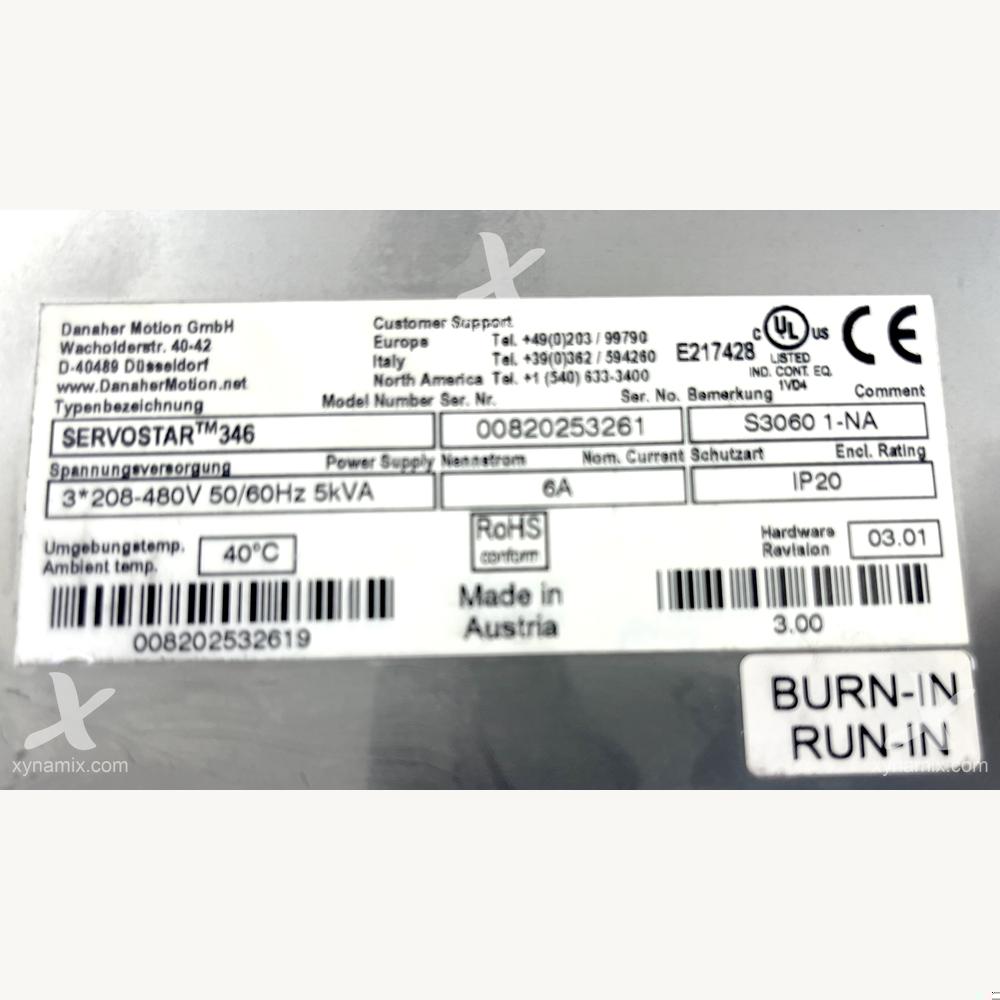 Danaher Motion GmbH
Wacholderstr. 40-42
D-40489 Düsseldorf
www.DanaherMotion.net
Customer Support
Europe Tel. +49(0)203 / 99790
Italy Tel. +39(0)362 / 594260
North America Tel. +1 (540) 633-3400
E217428
C UL US
LISTED
IND. CONT. EQ.
1VD4
CE
Typenbezeichnung Model Number Ser. Nr. Ser. No. Bemerkung Comment
SERVOSTAR™346 00820253261 S3060 1-NA
Spannungsversorgung Power Supply Nennstrom Nom. Current Schutzart Encl. Rating
3*208-480V 50/60Hz 5kVA 6A IP20
Umgebungstemp.
Ambient temp.
40°C
RoHS
conform
Hardware
Revision
03.01
008202532619
Made in
Austria
3.00
BURN-IN
RUN-IN
xynamix.com
xynamix.com